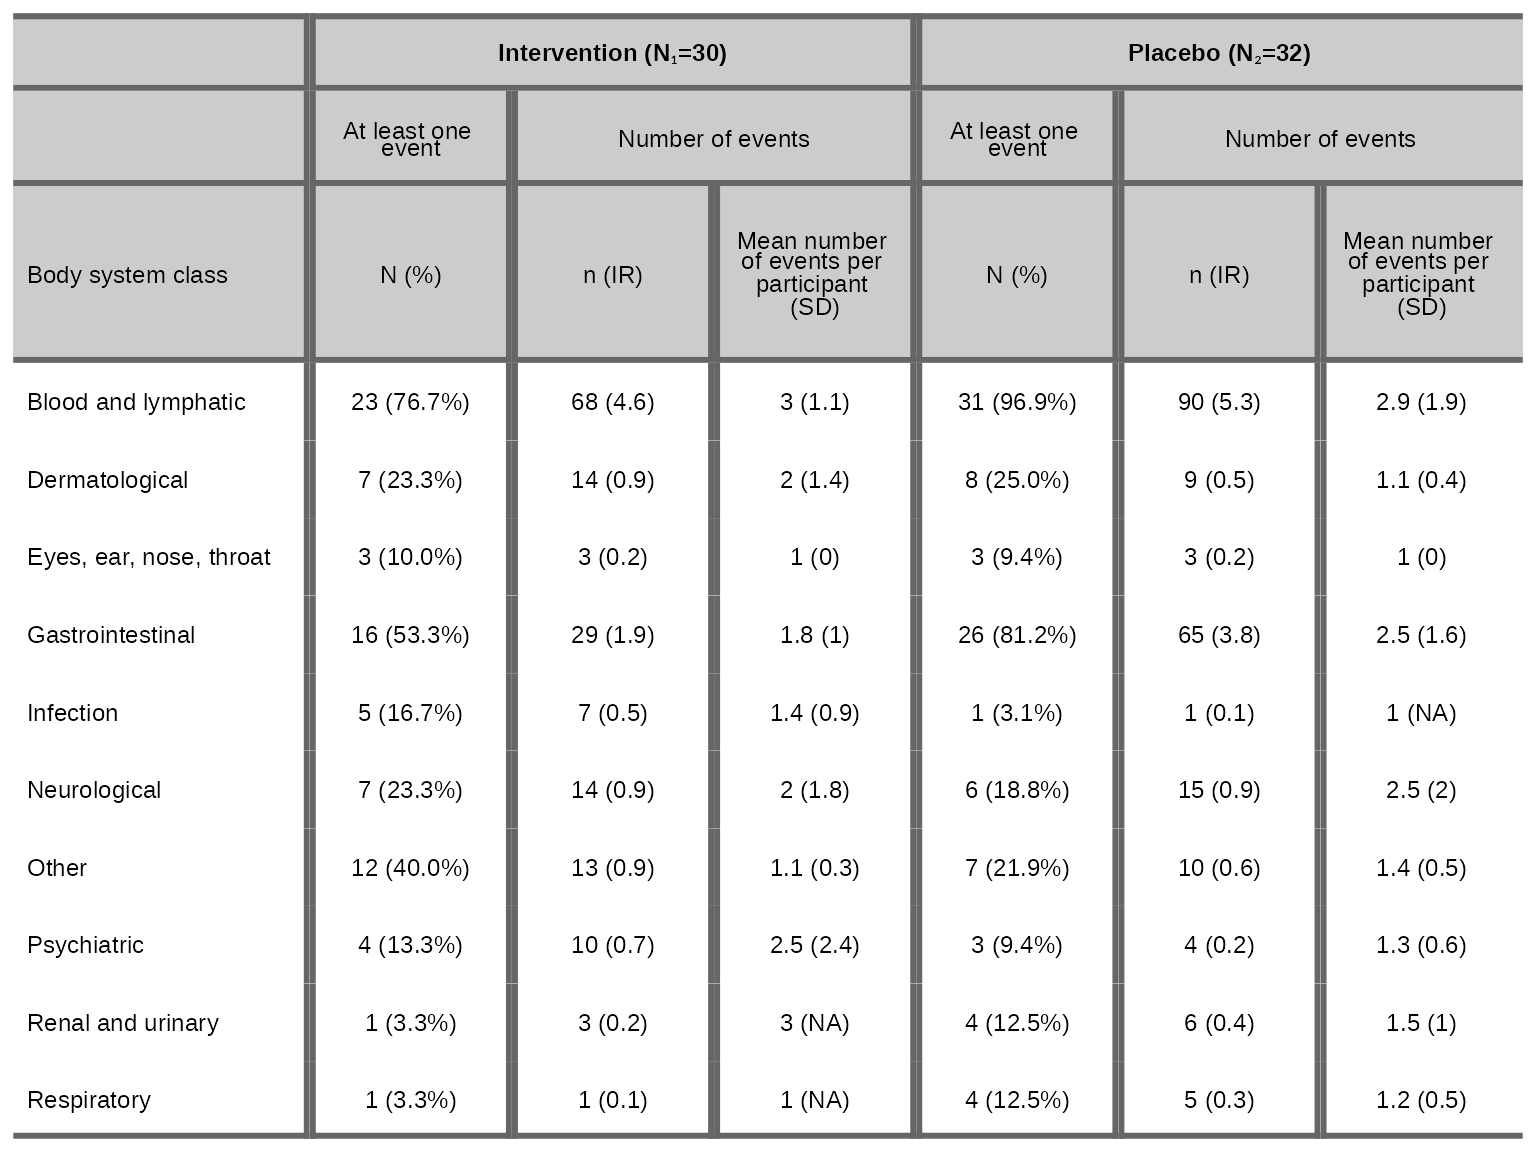 Intervention (N₁=30) Placebo (N₂=32)
At least one event Number of events At least one event Number of events
Body system class N (%) n (IR) Mean number of events per participant (SD) N (%) n (IR) Mean number of events per participant (SD)
Blood and lymphatic 23 (76.7%) 68 (4.6) 3 (1.1) 31 (96.9%) 90 (5.3) 2.9 (1.9)
Dermatological 7 (23.3%) 14 (0.9) 2 (1.4) 8 (25.0%) 9 (0.5) 1.1 (0.4)
Eyes, ear, nose, throat 3 (10.0%) 3 (0.2) 1 (0) 3 (9.4%) 3 (0.2) 1 (0)
Gastrointestinal 16 (53.3%) 29 (1.9) 1.8 (1) 26 (81.2%) 65 (3.8) 2.5 (1.6)
Infection 5 (16.7%) 7 (0.5) 1.4 (0.9) 1 (3.1%) 1 (0.1) 1 (NA)
Neurological 7 (23.3%) 14 (0.9) 2 (1.8) 6 (18.8%) 15 (0.9) 2.5 (2)
Other 12 (40.0%) 13 (0.9) 1.1 (0.3) 7 (21.9%) 10 (0.6) 1.4 (0.5)
Psychiatric 4 (13.3%) 10 (0.7) 2.5 (2.4) 3 (9.4%) 4 (0.2) 1.3 (0.6)
Renal and urinary 1 (3.3%) 3 (0.2) 3 (NA) 4 (12.5%) 6 (0.4) 1.5 (1)
Respiratory 1 (3.3%) 1 (0.1) 1 (NA) 4 (12.5%) 5 (0.3) 1.2 (0.5)